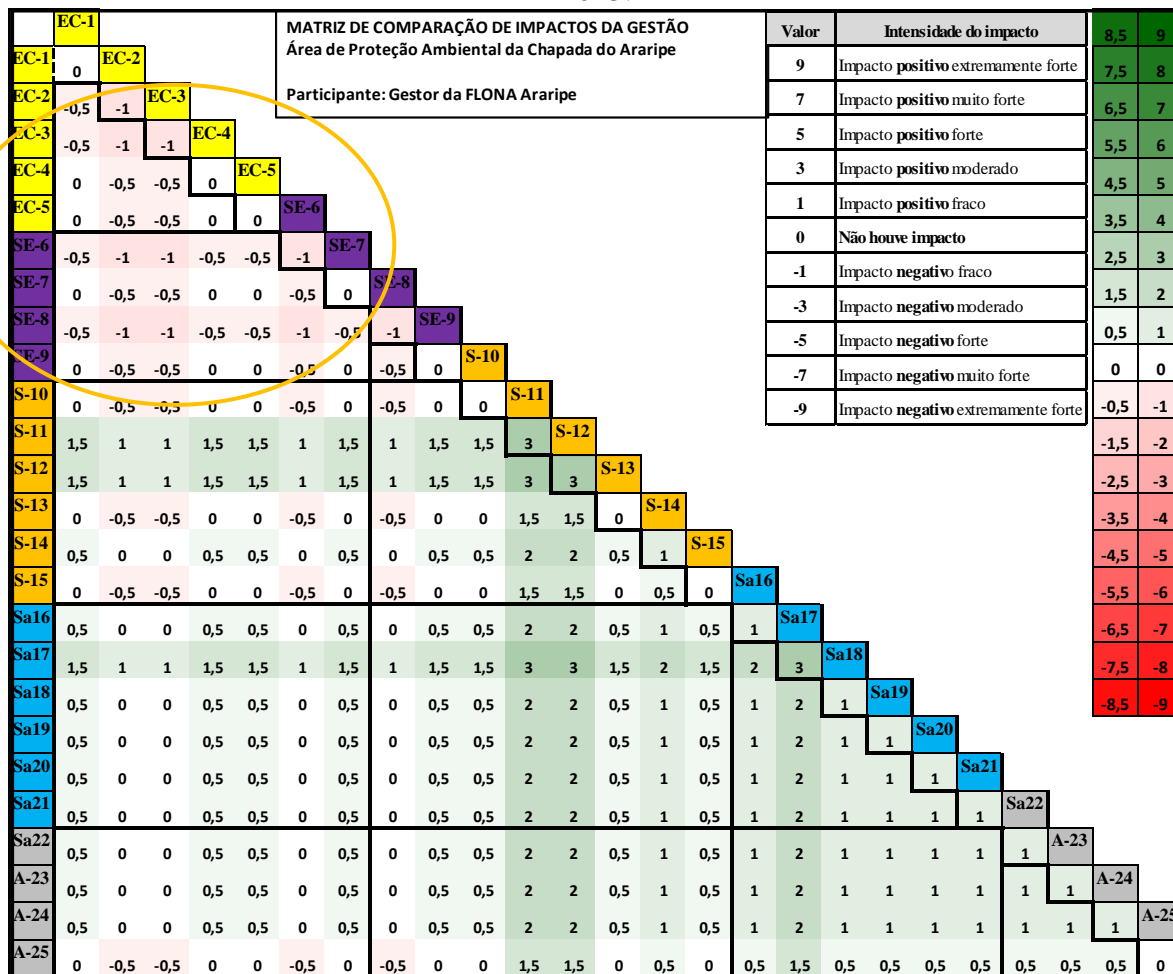 EC-1
MATRIZ DE COMPARAÇÃO DE IMPACTOS DA GESTÃO
Área de Proteção Ambiental da Chapada do Araripe
Participante: Gestor da FLONA Araripe
Valor Intensidade do impacto
9 Impacto positivo extremamente forte
7 Impacto positivo muito forte
5 Impacto positivo forte
3 Impacto positivo moderado
1 Impacto positivo fraco
0 Não houve impacto
-1 Impacto negativo fraco
-3 Impacto negativo moderado
-5 Impacto negativo forte
-7 Impacto negativo muito forte
-9 Impacto negativo extremamente forte
8,5 9
7,5 8
6,5 7
5,5 6
4,5 5
3,5 4
2,5 3
1,5 2
0,5 1
0 0
-0,5 -1
-1,5 -2
-2,5 -3
-3,5 -4
-4,5 -5
-5,5 -6
-6,5 -7
-7,5 -8
-8,5 -9
EC-1 0 EC-2
EC-2 -0,5 -1 EC-3
EC-3 -0,5 -1 -1 EC-4
EC-4 0 -0,5 -0,5 0 EC-5
EC-5 0 -0,5 -0,5 0 0 SE-6
SE-6 -0,5 -1 -1 -0,5 -0,5 -1 SE-7
SE-7 0 -0,5 -0,5 0 0 -0,5 0 SE-8
SE-8 -0,5 -1 -1 -0,5 -0,5 -1 -0,5 -1 SE-9
SE-9 0 -0,5 -0,5 0 0 -0,5 0 -0,5 0 S-10
S-10 0 -0,5 -0,5 0 0 -0,5 0 -0,5 0 0 S-11
S-11 1,5 1 1 1,5 1,5 1 1,5 1 1,5 1,5 3 S-12
S-12 1,5 1 1 1,5 1,5 1 1,5 1 1,5 1,5 3 3 S-13
S-13 0 -0,5 -0,5 0 0 -0,5 0 -0,5 0 0 1,5 1,5 0 S-14
S-14 0,5 0 0 0,5 0,5 0 0,5 0 0,5 0,5 2 2 0,5 1 S-15
S-15 0 -0,5 -0,5 0 0 -0,5 0 -0,5 0 0 1,5 1,5 0 0,5 0 Sa16
Sa16 0,5 0 0 0,5 0,5 0 0,5 0 0,5 0,5 2 2 0,5 1 0,5 1 Sa17
Sa17 1,5 1 1 1,5 1,5 1 1,5 1 1,5 1,5 3 3 1,5 2 1,5 2 3 Sa18
Sa18 0,5 0 0 0,5 0,5 0 0,5 0 0,5 0,5 2 2 0,5 1 0,5 1 2 1 Sa19
Sa19 0,5 0 0 0,5 0,5 0 0,5 0 0,5 0,5 2 2 0,5 1 0,5 1 2 1 1 Sa20
Sa20 0,5 0 0 0,5 0,5 0 0,5 0 0,5 0,5 2 2 0,5 1 0,5 1 2 1 1 1 Sa21
Sa21 0,5 0 0 0,5 0,5 0 0,5 0 0,5 0,5 2 2 0,5 1 0,5 1 2 1 1 1 1 Sa22
Sa22 0,5 0 0 0,5 0,5 0 0,5 0 0,5 0,5 2 2 0,5 1 0,5 1 2 1 1 1 1 1 A-23
A-23 0,5 0 0 0,5 0,5 0 0,5 0 0,5 0,5 2 2 0,5 1 0,5 1 2 1 1 1 1 1 1 A-24
A-24 0,5 0 0 0,5 0,5 0 0,5 0 0,5 0,5 2 2 0,5 1 0,5 1 2 1 1 1 1 1 1 1 A-25
A-25 0 -0,5 -0,5 0 0 -0,5 0 -0,5 0 0 1,5 1,5 0 0,5 0 0,5 1,5 0,5 0,5 0,5 0,5 0,5 0,5 0,5 0